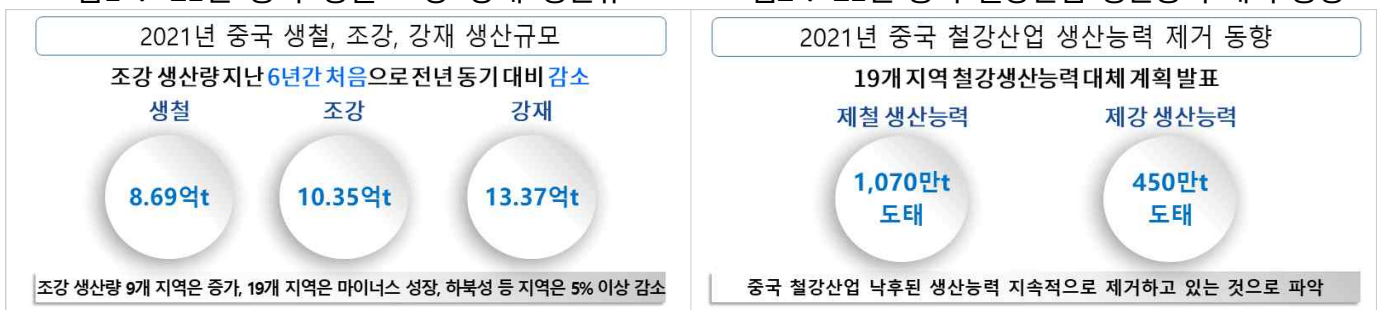 2021년 중국 생철, 조강, 강재 생산규모
조강 생산량 지난 6년간 처음으로 전년 동기 대비 감소
생철 조강 강재
8.69억t 10.35억t 13.37억t
조강 생산량 9개 지역은 증가, 19개 지역은 마이너스 성장, 하북성 등 지역은 5% 이상 감소
2021년 중국 철강산업 생산능력 제거 동향
19개 지역 철강생산능력 대체 계획 발표
제철 생산능력 제강 생산능력
1,070만t 450만t
도태 도태
중국 철강산업 낙후된 생산능력 지속적으로 제거하고 있는 것으로 파악